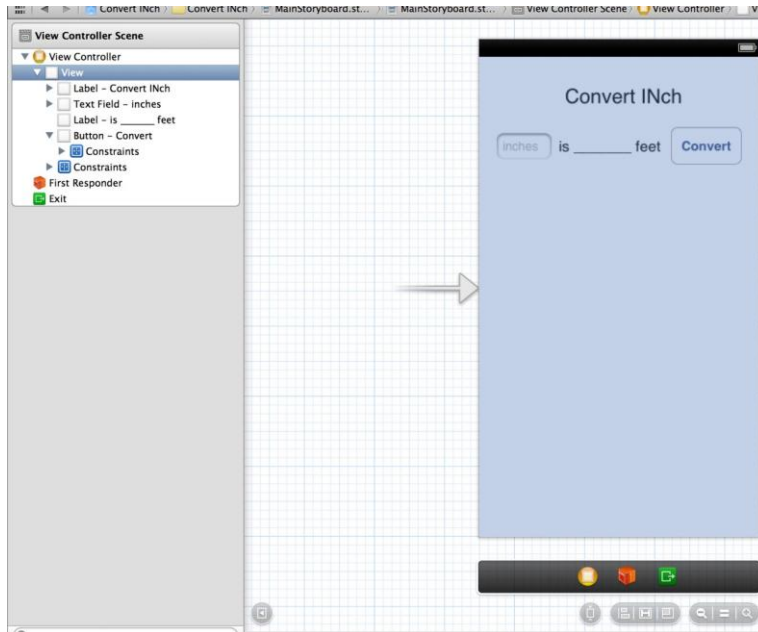 Convert INch
Convert INch
MainStoryboard.st...
MainStoryboard.st...
View Controller Scene
View Controller
V
View Controller Scene
View Controller
View
Label – Convert INch
Text Field – inches
Label – is ______ feet
Button – Convert
Constraints
Constraints
First Responder
Exit
Convert INch
inches is _______ feet Convert